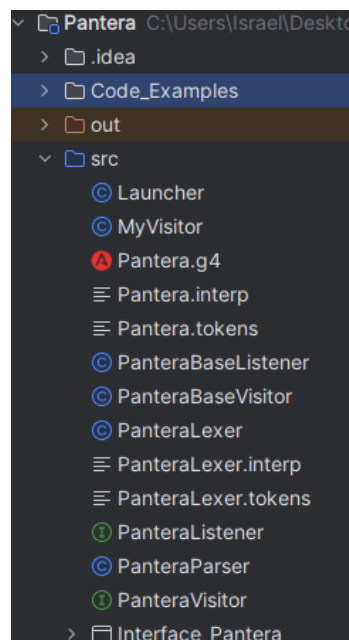 Pantera C:\Users\Israel\Deskto
.idea
Code_Examples
out
src
Launcher
MyVisitor
Pantera.g4
Pantera.interp
Pantera.tokens
PanteraBaseListener
PanteraBaseVisitor
PanteraLexer
PanteraLexer.interp
PanteraLexer.tokens
PanteraListener
PanteraParser
PanteraVisitor
Interface_Pantera